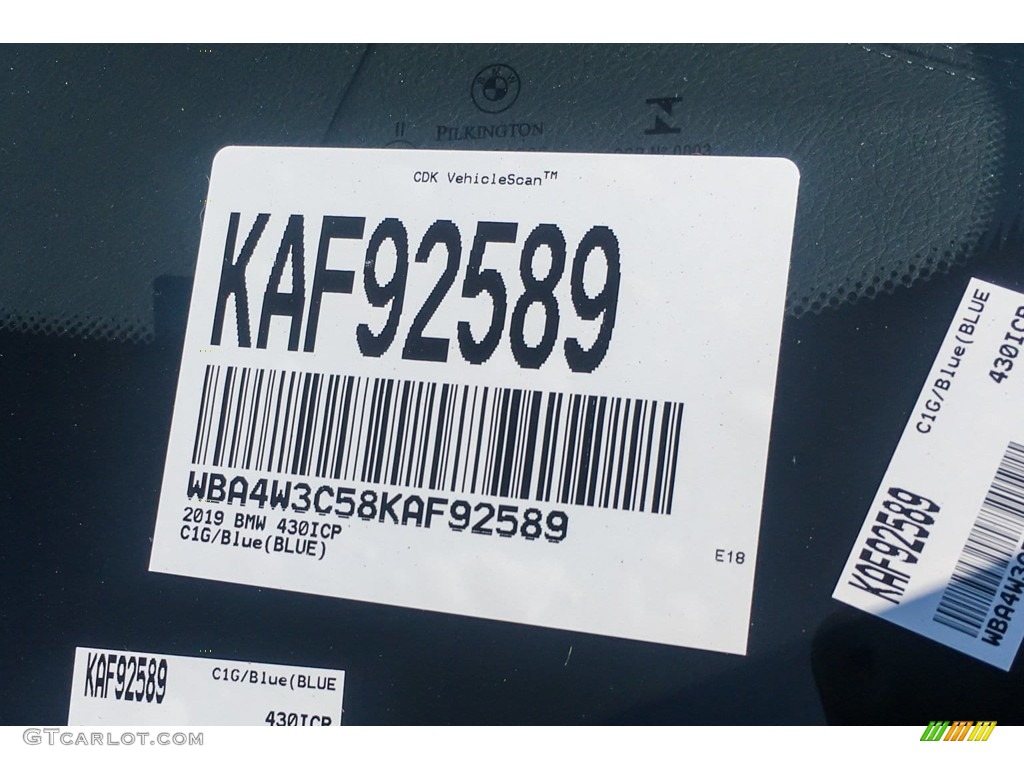 PILKINGTON
CDK VehicleScan™
KAF92589
WBA4W3C58KAF92589
2019 BMW 430ICP
C1G/Blue(BLUE)
E18
C1G/Blue(BLUE
430ICP
KAF92589
KAF92589
C1G/Blue(BLUE
430ICP
GTCARLOT.COM